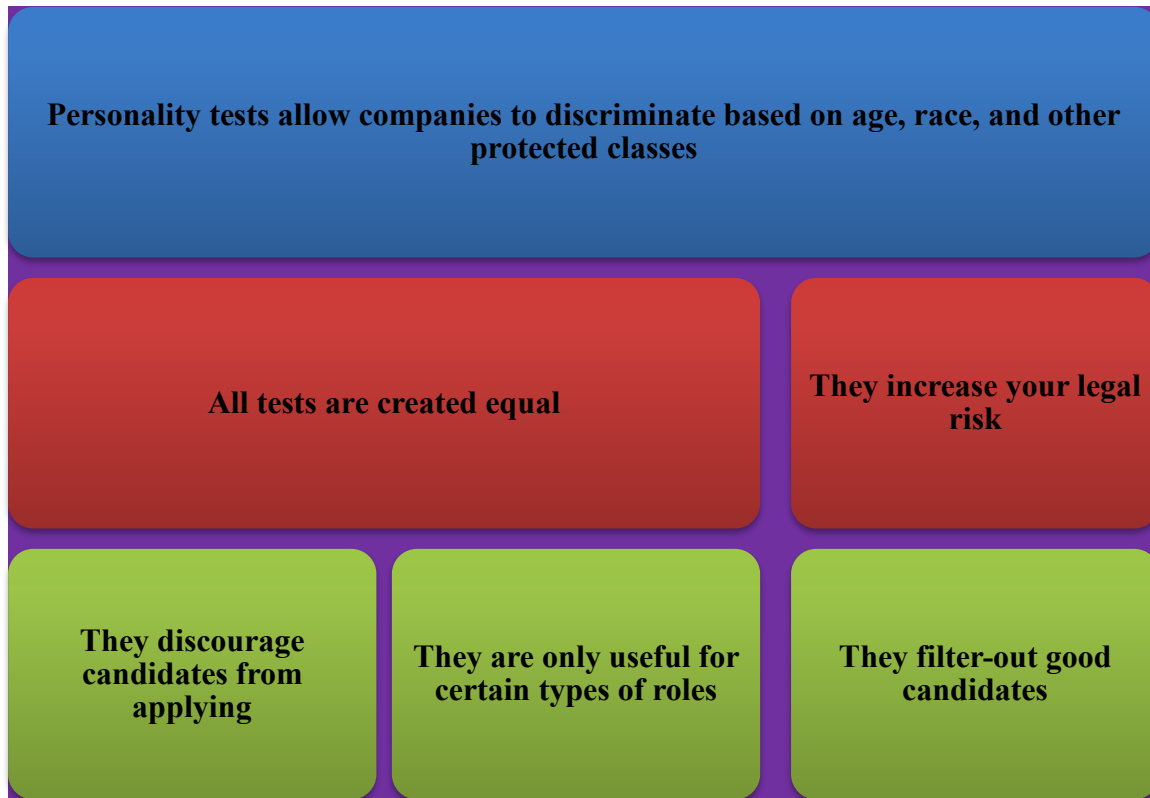 Personality tests allow companies to discriminate based on age, race, and other
protected classes
All tests are created equal
They increase your legal
risk
They discourage
candidates from
applying
They are only useful for
certain types of roles
They filter-out good
candidates